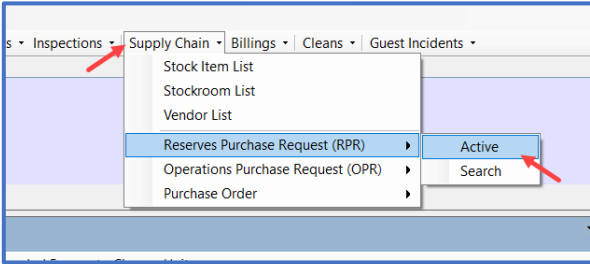 s Inspections Supply Chain Billings Cleans Guest Incidents
Stock Item List
Stockroom List
Vendor List
Reserves Purchase Request (RPR) Active
Operations Purchase Request (OPR) Search
Purchase Order